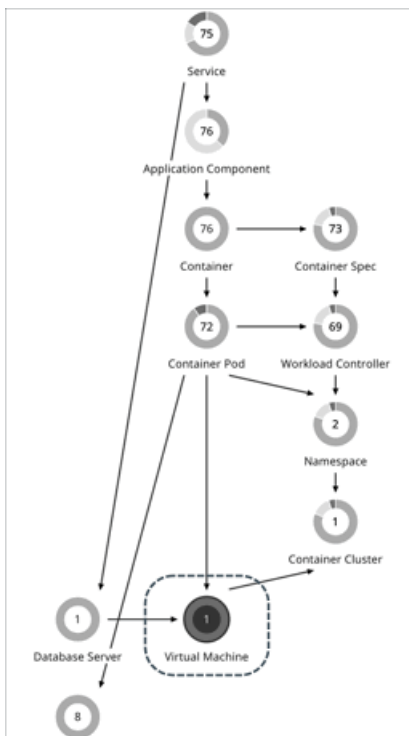 75
Service
76
Application Component
76
73
Container
Container Spec
72
69
Container Pod
Workload Controller
2
Namespace
1
Container Cluster
1
1
Database Server
Virtual Machine
8